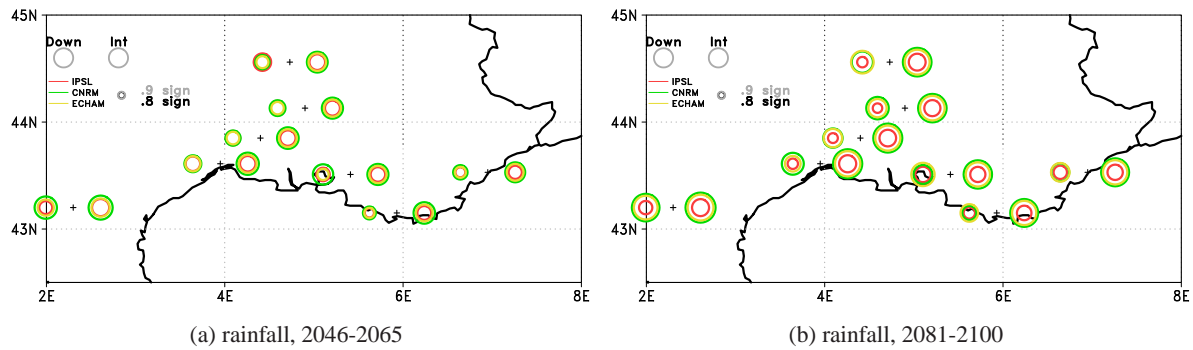 45N
44N
43N
2E 4E 6E 8E
Down Int
IPSL
CNRM
ECHAM
.9 sign
.8 sign
(a) rainfall, 2046-2065
45N
44N
43N
2E 4E 6E 8E
Down Int
IPSL
CNRM
ECHAM
.9 sign
.8 sign
(b) rainfall, 2081-2100